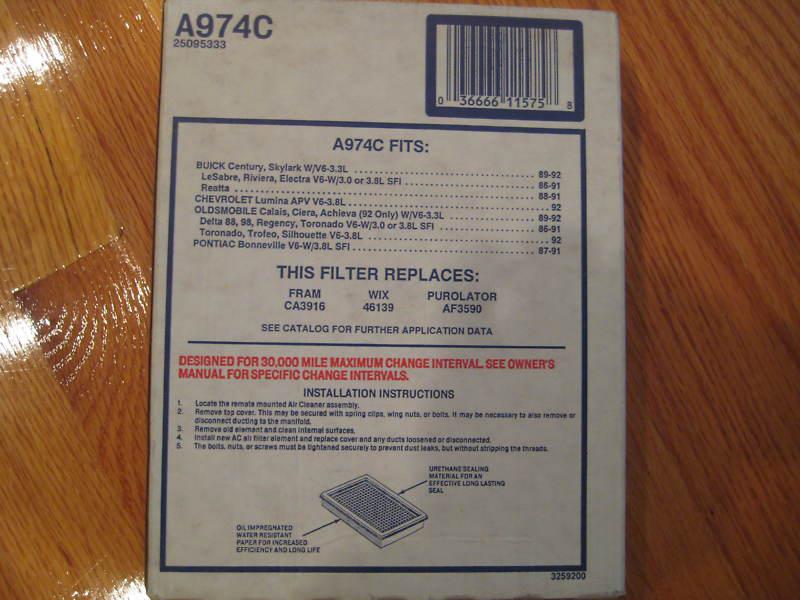 A974C
25095333
0 36666 11575 8
A974C FITS:
BUICK Century, Skylark W/V6-3.3L ........ 89-92
LeSabre, Riviera, Electra V6-W/3.0 or 3.8L SFI ........ 86-91
Reatta ........ 88-91
CHEVROLET Lumina APV V6-3.8L ........ 92
OLDSMOBILE Calais, Ciera, Achieva (92 Only) W/V6-3.3L ........ 89-92
Delta 88, 98, Regency, Toronado V6-W/3.0 or 3.8L SFI ........ 86-91
Toronado, Trofeo, Silhouette V6-3.8L ........ 92
PONTIAC Bonneville V6-W/3.8L SFI ........ 87-91
THIS FILTER REPLACES:
FRAM WIX PUROLATOR
CA3916 46139 AF3590
SEE CATALOG FOR FURTHER APPLICATION DATA
DESIGNED FOR 30,000 MILE MAXIMUM CHANGE INTERVAL. SEE OWNER'S
MANUAL FOR SPECIFIC CHANGE INTERVALS.
INSTALLATION INSTRUCTIONS
1. Locate the remote mounted Air Cleaner assembly.
2. Remove top cover. This may be secured with spring clips, wing nuts, or bolts. It may be necessary to also remove or
disconnect ducting to the manifold.
3. Remove old element and clean internal surfaces.
4. Install new AC air filter element and replace cover and any ducts loosened or disconnected.
5. The bolts, nuts, or screws must be tightened securely to prevent dust leaks, but without stripping the threads.
URETHANE SEALING
MATERIAL FOR AN
EFFECTIVE LONG LASTING
SEAL
OIL IMPREGNATED
WATER RESISTANT
PAPER FOR INCREASED
EFFICIENCY AND LONG LIFE
3259200